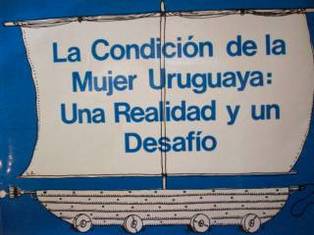 La Condición de la
Mujer Uruguaya:
Una Realidad y un
Desafío